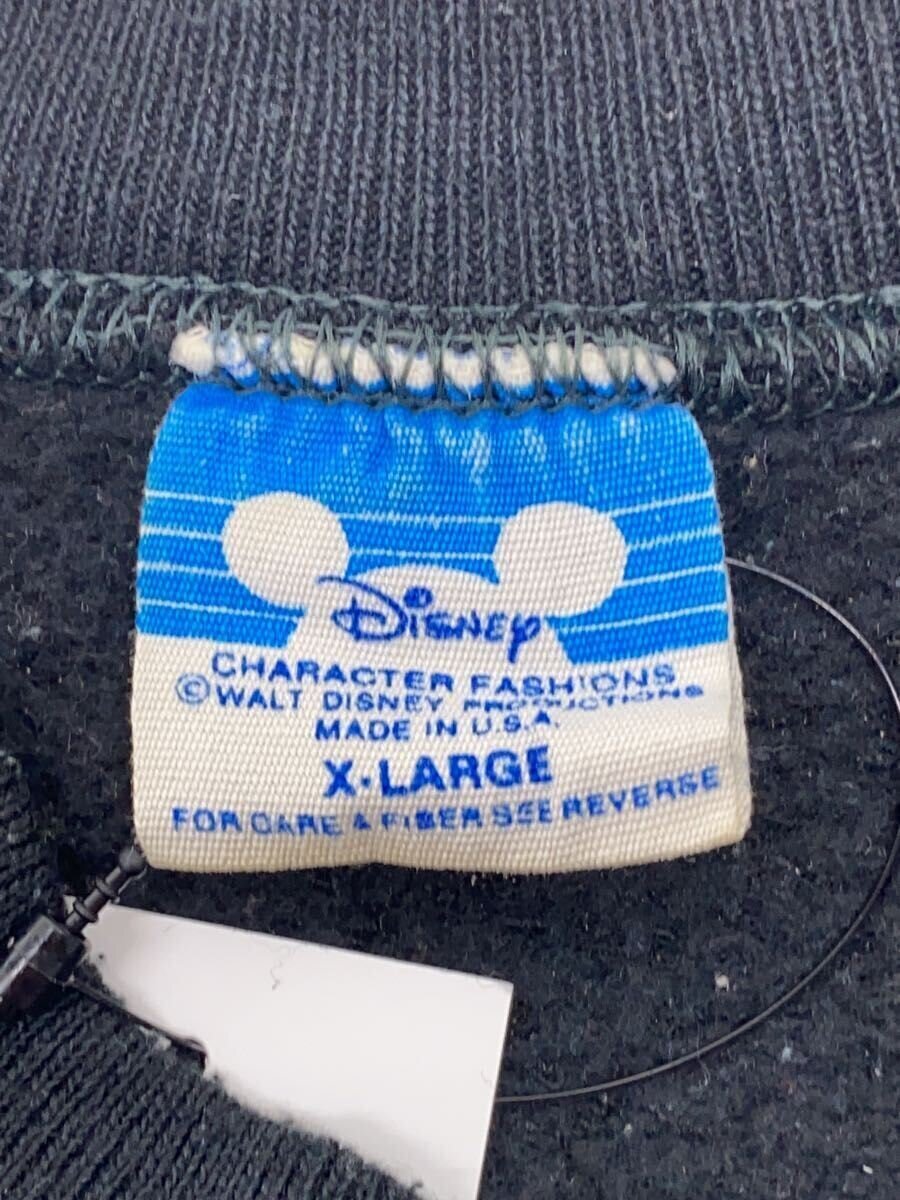 Disney
CHARACTER FASHIONS
© WALT DISNEY PRODUCTIONS
MADE IN U.S.A.
X-LARGE
FOR CARE & FIBER SEE REVERSE